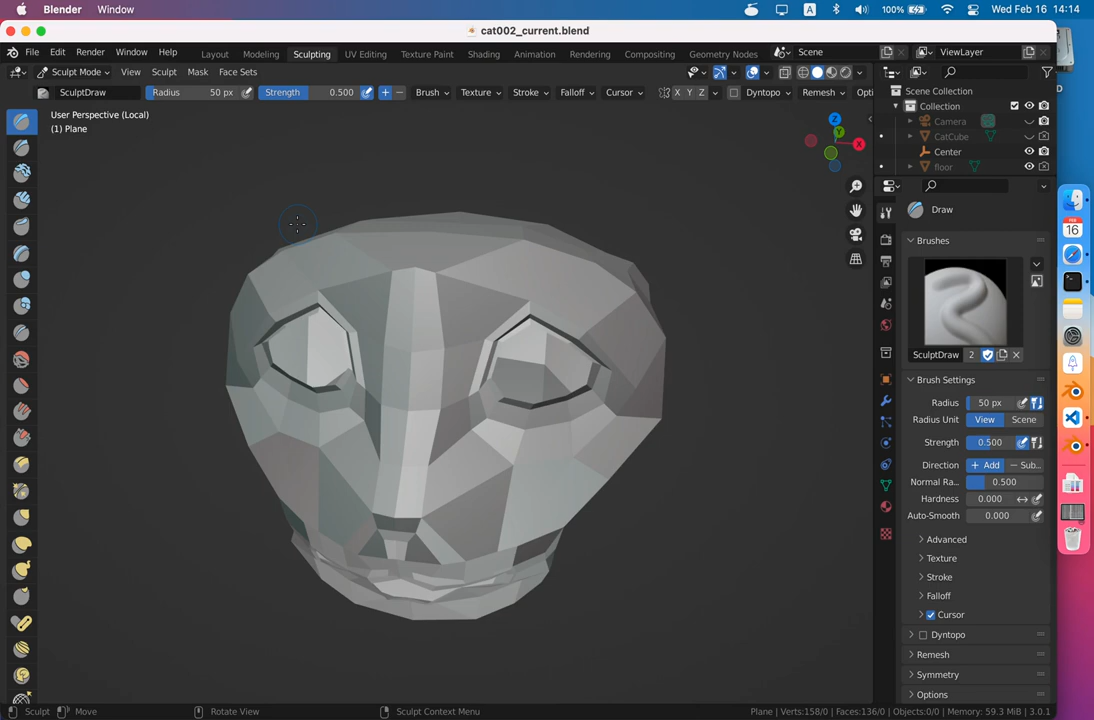 Blender Window A 100% Wed Feb 16 14:14
cat002_current.blend
File Edit Render Window Help Layout Modeling Sculpting UV Editing Texture Paint Shading Animation Rendering Compositing Geometry Nodes Scene ViewLayer
Sculpt Mode View Sculpt Mask Face Sets
SculptDraw Radius 50 px Strength 0.500 + − Brush Texture Stroke Falloff Cursor X Y Z Dyntopo Remesh Opti
User Perspective (Local)
(1) Plane
Z
Y
X
Scene Collection
Collection
Camera
CatCube
Center
floor
Draw
Brushes
SculptDraw 2
Brush Settings
Radius 50 px
Radius Unit View Scene
Strength 0.500
Direction + Add − Sub...
Normal Ra... 0.500
Hardness 0.000
Auto-Smooth 0.000
Advanced
Texture
Stroke
Falloff
Cursor
Dyntopo
Remesh
Symmetry
Options
FEB
16
Sculpt Move Rotate View Sculpt Context Menu Plane | Verts:158/0 | Faces:136/0 | Objects:0/0 | Memory: 59.3 MiB | 3.0.1